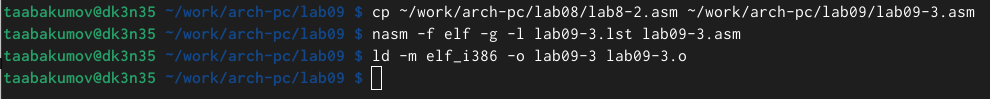 taabakumov@dk3n35 ~/work/arch-pc/lab09 $ cp ~/work/arch-pc/lab08/lab8-2.asm ~/work/arch-pc/lab09/lab09-3.asm
taabakumov@dk3n35 ~/work/arch-pc/lab09 $ nasm -f elf -g -l lab09-3.lst lab09-3.asm
taabakumov@dk3n35 ~/work/arch-pc/lab09 $ ld -m elf_i386 -o lab09-3 lab09-3.o
taabakumov@dk3n35 ~/work/arch-pc/lab09 $